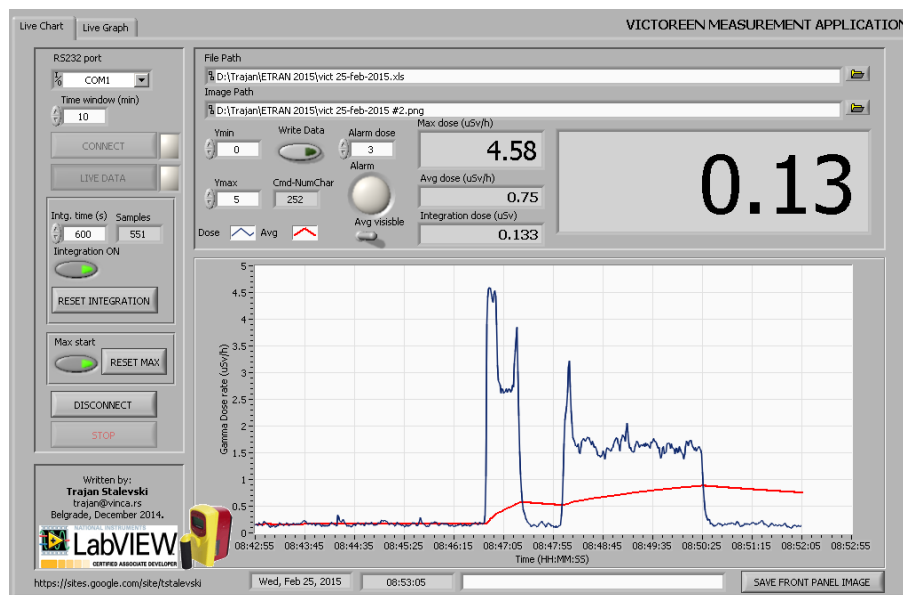 Live Chart Live Graph
VICTOREEN MEASUREMENT APPLICATION
RS232 port
COM1
Time window (min)
10
CONNECT
LIVE DATA
Intg. time (s) Samples
600 551
Iintegration ON
RESET INTEGRATION
Max start
RESET MAX
DISCONNECT
STOP
Written by:
Trajan Stalevski
trajan@vinca.rs
Belgrade, December 2014.
NATIONAL INSTRUMENTS
LabVIEW
CERTIFIED ASSOCIATE DEVELOPER
https://sites.google.com/site/tstalevski
File Path
D:\Trajan\ETRAN 2015\vict 25-feb-2015.xls
Image Path
D:\Trajan\ETRAN 2015\vict 25-feb-2015 #2.png
Ymin Write Data Alarm dose
0 3
Ymax Cmd-NumChar Alarm
5 252
Dose Avg Avg visible
Max dose (uSv/h)
4.58
Avg dose (uSv/h)
0.75
Integration dose (uSv)
0.133
0.13
Gamma Dose rate (uSv/h)
5
4.5
4
3.5
3
2.5
2
1.5
1
0.5
0
08:42:55 08:43:45 08:44:35 08:45:25 08:46:15 08:47:05 08:47:55 08:48:45 08:49:35 08:50:25 08:51:15 08:52:05 08:52:55
Time (HH:MM:SS)
Wed, Feb 25, 2015 08:53:05 SAVE FRONT PANEL IMAGE